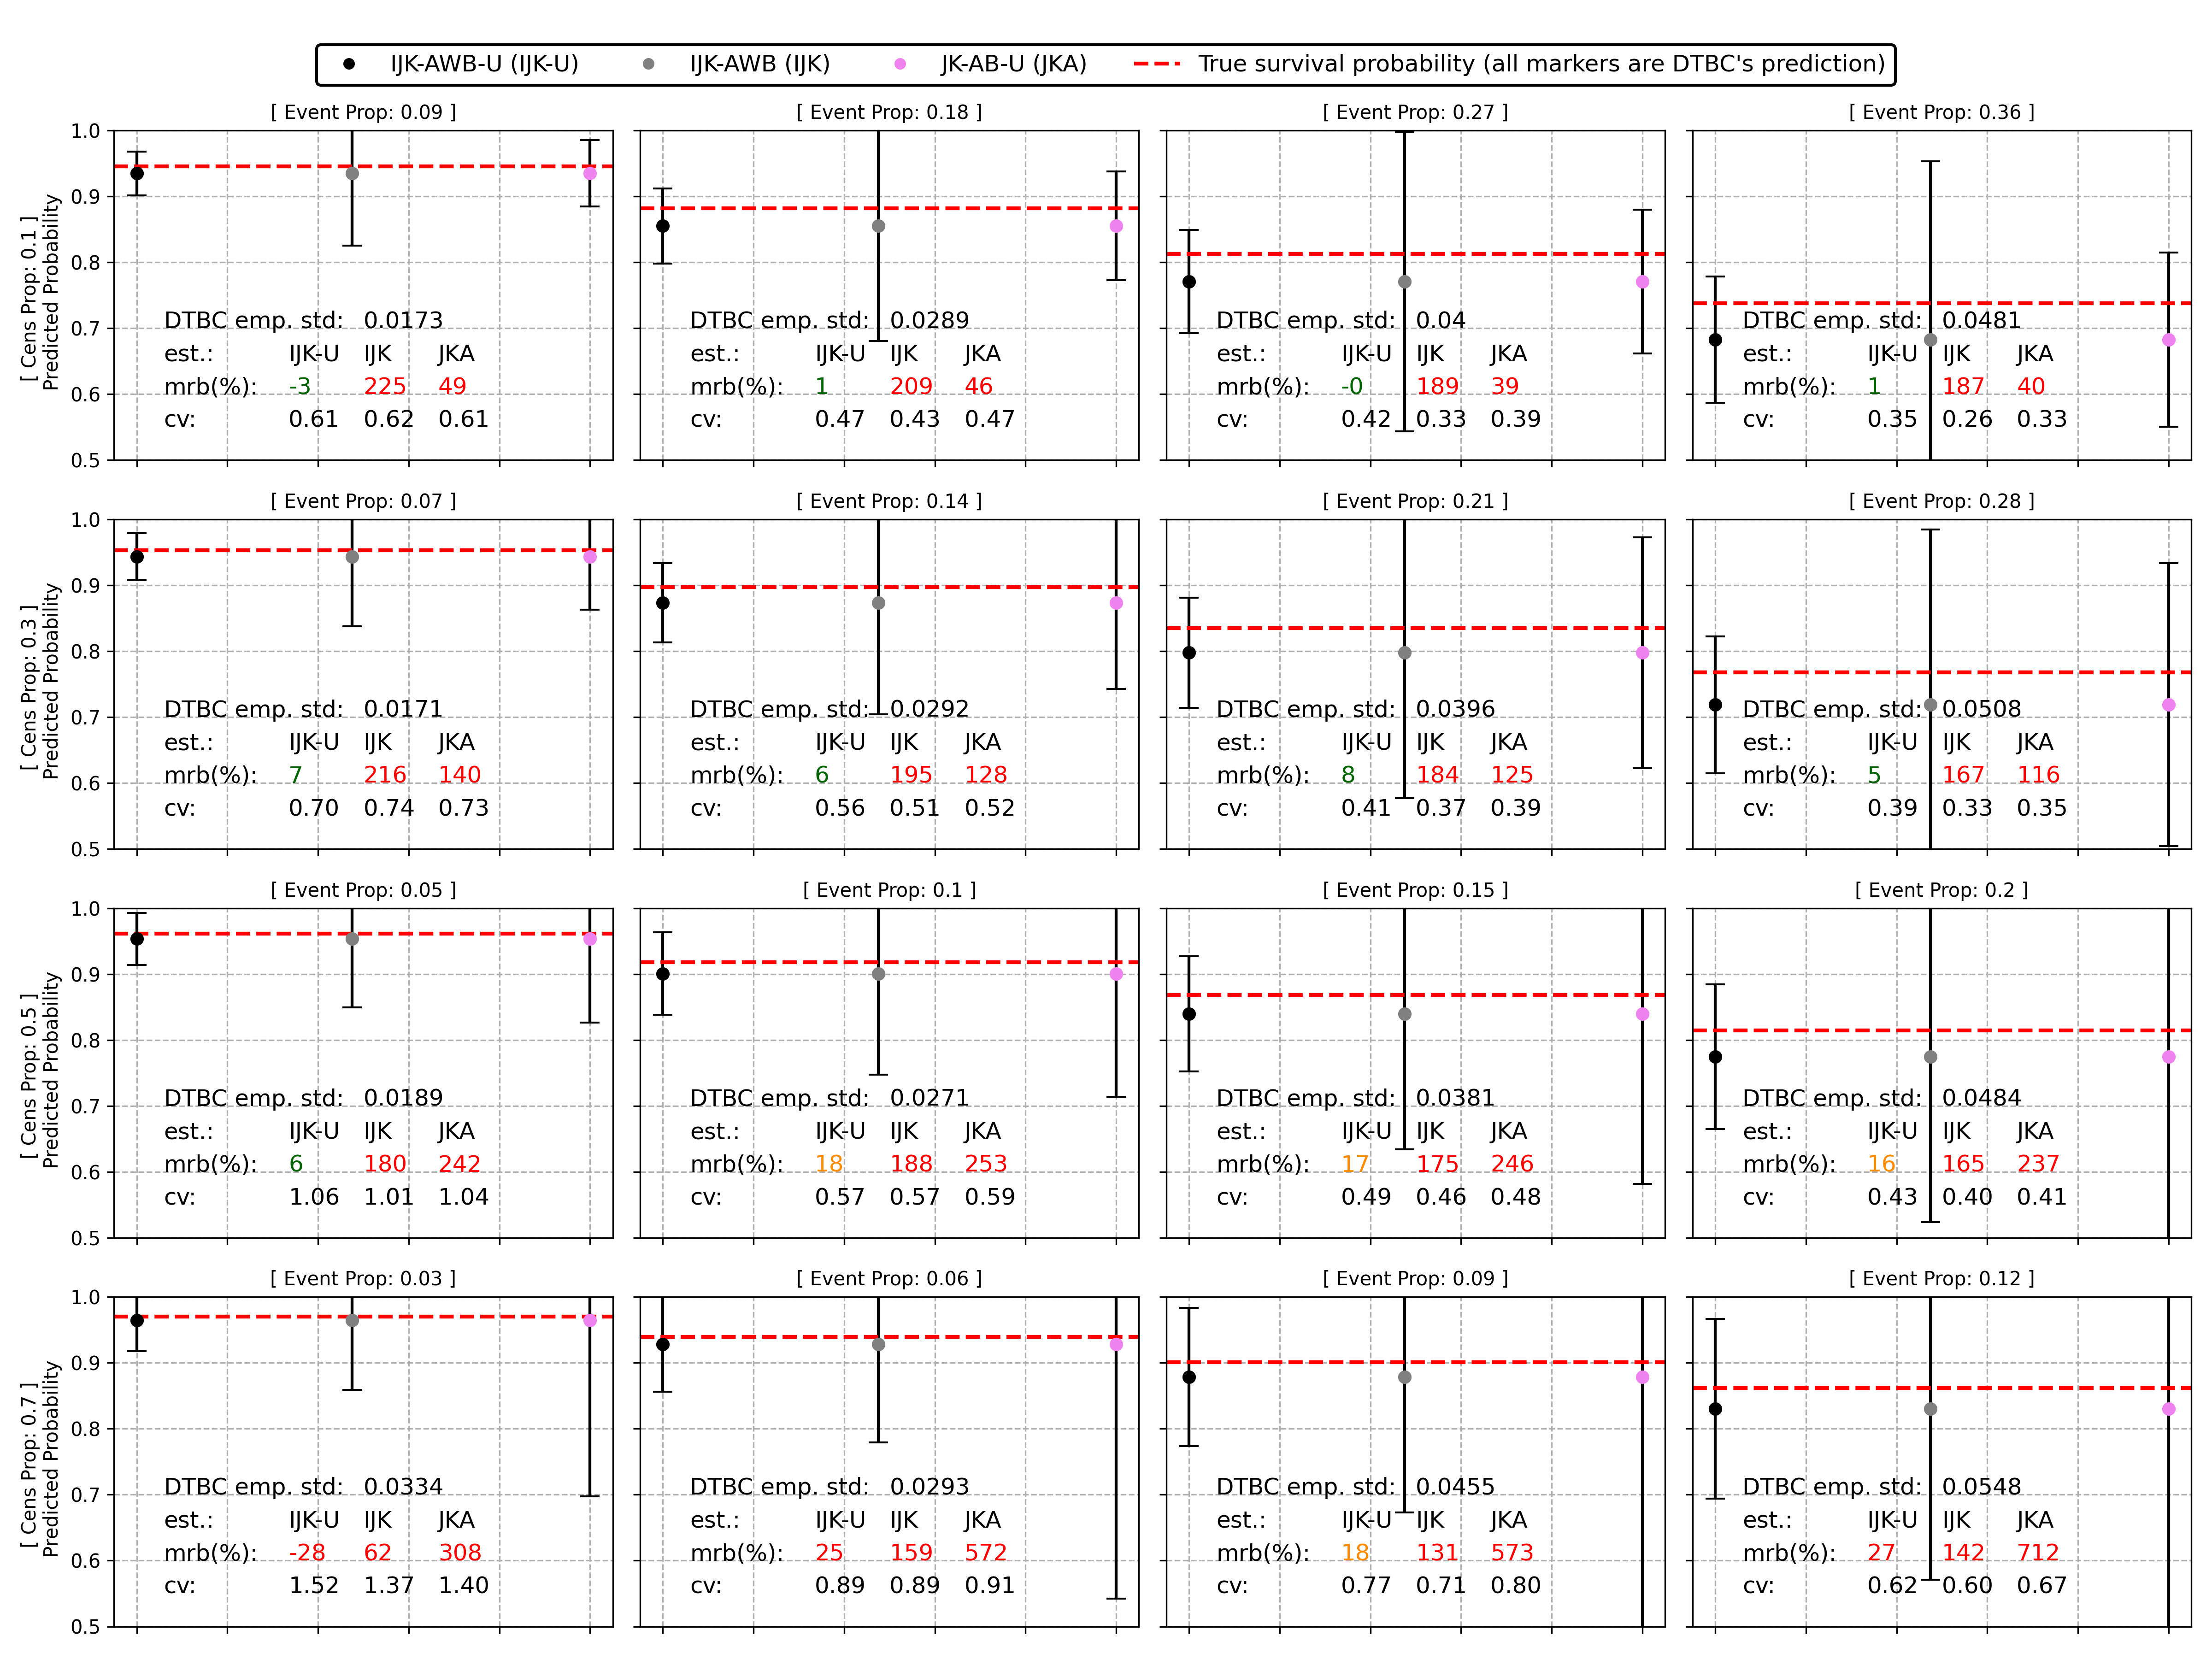 IJK-AWB-U (IJK-U) IJK-AWB (IJK) JK-AB-U (JKA) True survival probability (all markers are DTBC's prediction)
[ Event Prop: 0.09 ] [ Event Prop: 0.18 ] [ Event Prop: 0.27 ] [ Event Prop: 0.36 ]
[ Cens Prop: 0.1 ]
Predicted Probability
1.0
0.9
0.8
0.7
0.6
0.5
DTBC emp. std: 0.0173
est.: IJK-U IJK JKA
mrb(%): -3 225 49
cv: 0.61 0.62 0.61
DTBC emp. std: 0.0289
est.: IJK-U IJK JKA
mrb(%): 1 209 46
cv: 0.47 0.43 0.47
DTBC emp. std: 0.04
est.: IJK-U IJK JKA
mrb(%): -0 189 39
cv: 0.42 0.33 0.39
DTBC emp. std: 0.0481
est.: IJK-U IJK JKA
mrb(%): 1 187 40
cv: 0.35 0.26 0.33
[ Event Prop: 0.07 ] [ Event Prop: 0.14 ] [ Event Prop: 0.21 ] [ Event Prop: 0.28 ]
[ Cens Prop: 0.3 ]
Predicted Probability
1.0
0.9
0.8
0.7
0.6
0.5
DTBC emp. std: 0.0171
est.: IJK-U IJK JKA
mrb(%): 7 216 140
cv: 0.70 0.74 0.73
DTBC emp. std: 0.0292
est.: IJK-U IJK JKA
mrb(%): 6 195 128
cv: 0.56 0.51 0.52
DTBC emp. std: 0.0396
est.: IJK-U IJK JKA
mrb(%): 8 184 125
cv: 0.41 0.37 0.39
DTBC emp. std: 0.0508
est.: IJK-U IJK JKA
mrb(%): 5 167 116
cv: 0.39 0.33 0.35
[ Event Prop: 0.05 ] [ Event Prop: 0.1 ] [ Event Prop: 0.15 ] [ Event Prop: 0.2 ]
[ Cens Prop: 0.5 ]
Predicted Probability
1.0
0.9
0.8
0.7
0.6
0.5
DTBC emp. std: 0.0189
est.: IJK-U IJK JKA
mrb(%): 6 180 242
cv: 1.06 1.01 1.04
DTBC emp. std: 0.0271
est.: IJK-U IJK JKA
mrb(%): 18 188 253
cv: 0.57 0.57 0.59
DTBC emp. std: 0.0381
est.: IJK-U IJK JKA
mrb(%): 17 175 246
cv: 0.49 0.46 0.48
DTBC emp. std: 0.0484
est.: IJK-U IJK JKA
mrb(%): 16 165 237
cv: 0.43 0.40 0.41
[ Event Prop: 0.03 ] [ Event Prop: 0.06 ] [ Event Prop: 0.09 ] [ Event Prop: 0.12 ]
[ Cens Prop: 0.7 ]
Predicted Probability
1.0
0.9
0.8
0.7
0.6
0.5
DTBC emp. std: 0.0334
est.: IJK-U IJK JKA
mrb(%): -28 62 308
cv: 1.52 1.37 1.40
DTBC emp. std: 0.0293
est.: IJK-U IJK JKA
mrb(%): 25 159 572
cv: 0.89 0.89 0.91
DTBC emp. std: 0.0455
est.: IJK-U IJK JKA
mrb(%): 18 131 573
cv: 0.77 0.71 0.80
DTBC emp. std: 0.0548
est.: IJK-U IJK JKA
mrb(%): 27 142 712
cv: 0.62 0.60 0.67